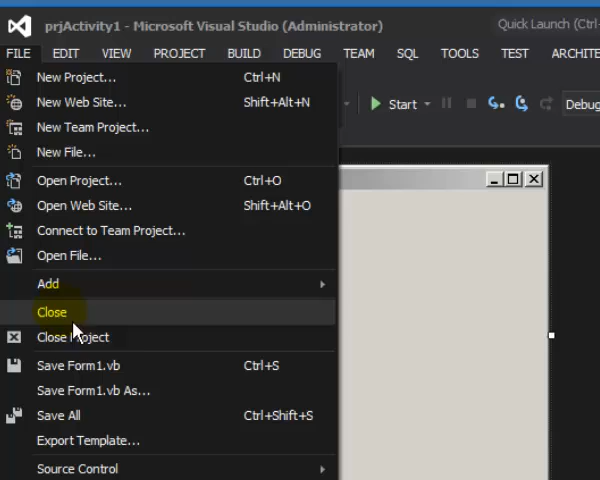 prjActivity1 - Microsoft Visual Studio (Administrator)
Quick Launch (Ctrl-
FILE EDIT VIEW PROJECT BUILD DEBUG TEAM SQL TOOLS TEST ARCHITE
New Project... Ctrl+N
New Web Site... Shift+Alt+N
Start Debug
New Team Project...
New File...
Open Project... Ctrl+O
Open Web Site... Shift+Alt+O
Connect to Team Project...
Open File...
Add
Close
Close Project
Save Form1.vb Ctrl+S
Save Form1.vb As...
Save All Ctrl+Shift+S
Export Template...
Source Control